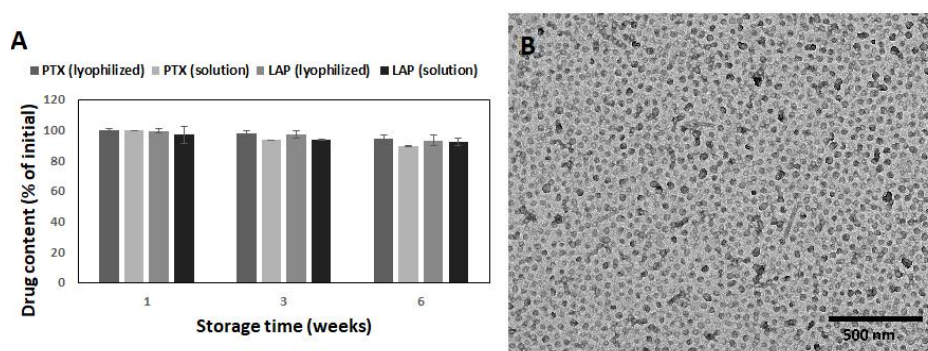 A
PTX (lyophilized) PTX (solution) LAP (lyophilized) LAP (solution)
120
100
80
60
40
20
0
Drug content (% of initial)
1 3 6
Storage time (weeks)
B
500 nm